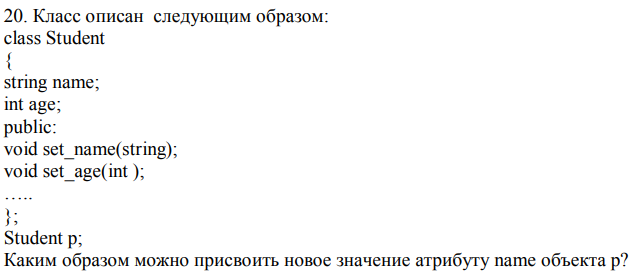 20. Класс описан следующим образом:
class Student
{
string name;
int age;
public:
void set_name(string);
void set_age(int );
…..
};
Student p;
Каким образом можно присвоить новое значение атрибуту name объекта p?